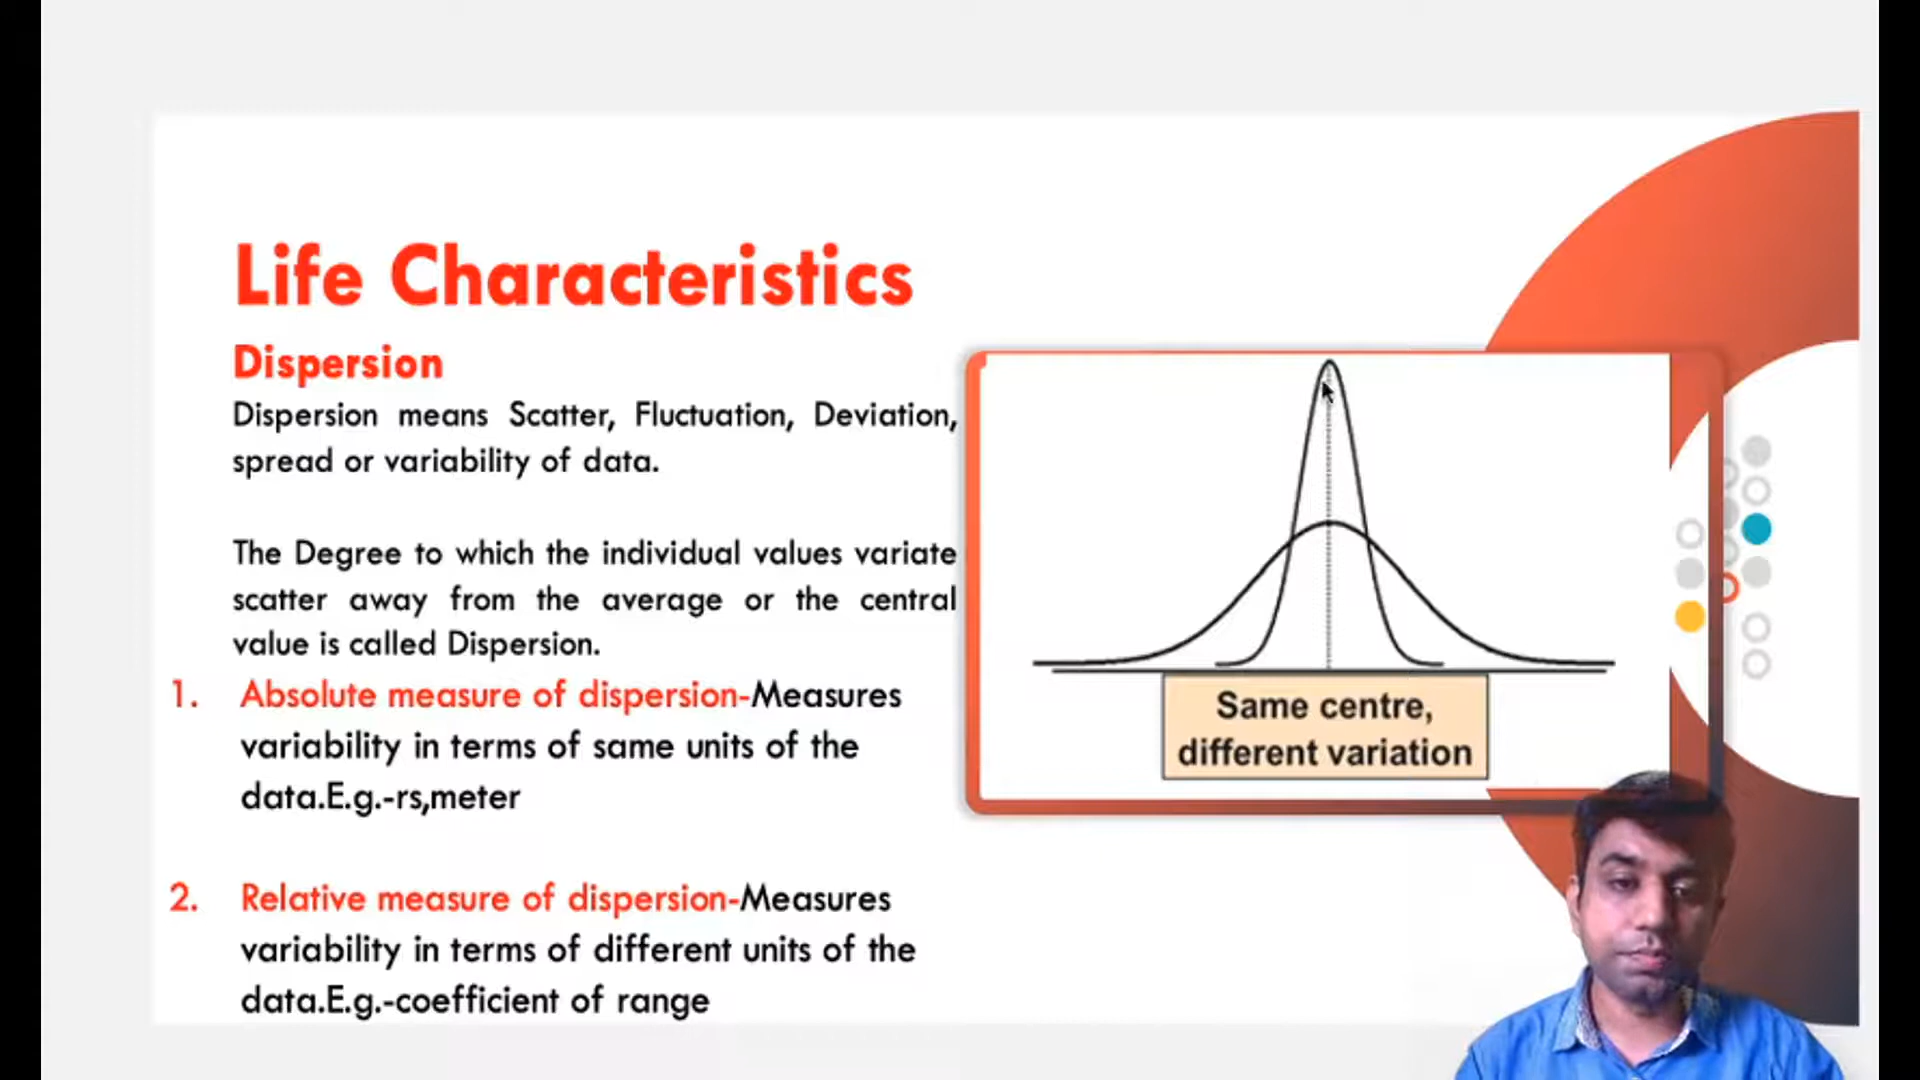 Life Characteristics
Dispersion
Dispersion means Scatter, Fluctuation, Deviation,
spread or variability of data.
The Degree to which the individual values variate
scatter away from the average or the central
value is called Dispersion.
1. Absolute measure of dispersion-Measures
variability in terms of same units of the
data.E.g.-rs,meter
2. Relative measure of dispersion-Measures
variability in terms of different units of the
data.E.g.-coefficient of range
Same centre,
different variation